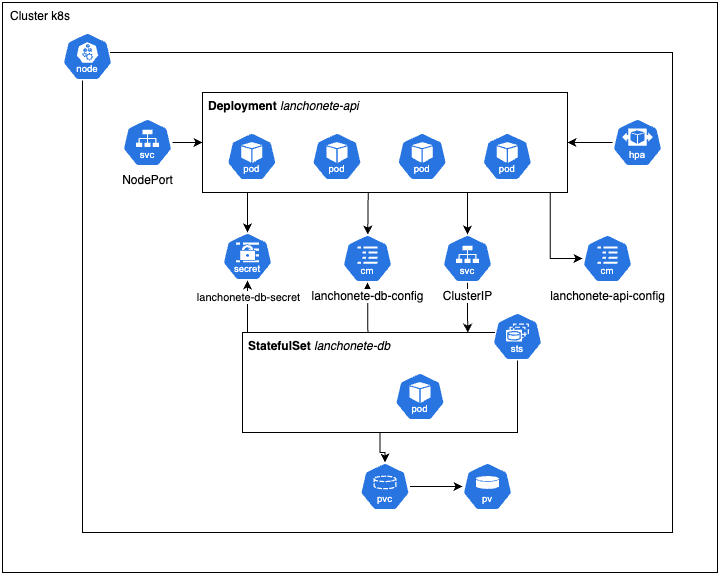 Cluster k8s
node
Deployment lanchonete-api
svc
NodePort
pod
pod
pod
pod
hpa
secret
lanchonete-db-secret
cm
lanchonete-db-config
svc
ClusterIP
cm
lanchonete-api-config
StatefulSet lanchonete-db
sts
pod
pvc
pv